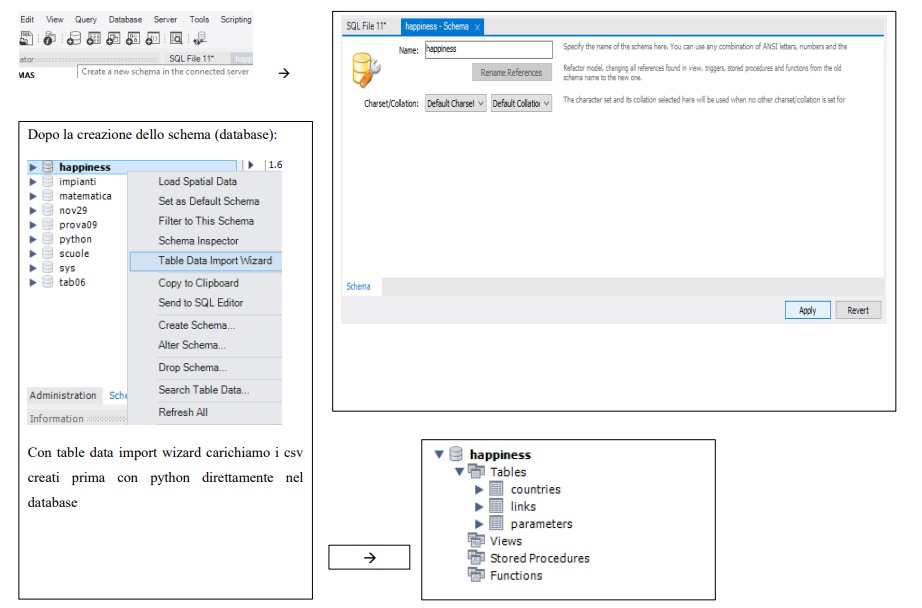 Edit View Query Database Server Tools Scripting
ator
SQL File 11*
happ
MAS
Create a new schema in the connected server
→
SQL File 11*
happiness - Schema x
Name: happiness
Specify the name of the schema here. You can use any combination of ANSI letters, numbers and the
Rename References
Refactor model, changing all references found in view, triggers, stored procedures and functions from the old
schema name to the new one.
Charset/Collation: Default Charset Default Collation
The character set and its collation selected here will be used when no other charset/collation is set for
Schema
Apply Revert
Dopo la creazione dello schema (database):
happiness
1.6
impianti
matematica
nov29
prova09
python
scuole
sys
tab06
Load Spatial Data
Set as Default Schema
Filter to This Schema
Schema Inspector
Table Data Import Wizard
Copy to Clipboard
Send to SQL Editor
Create Schema...
Alter Schema...
Drop Schema...
Search Table Data...
Refresh All
Administration Sche
Information
Con table data import wizard carichiamo i csv
creati prima con python direttamente nel
database
→
happiness
Tables
countries
links
parameters
Views
Stored Procedures
Functions